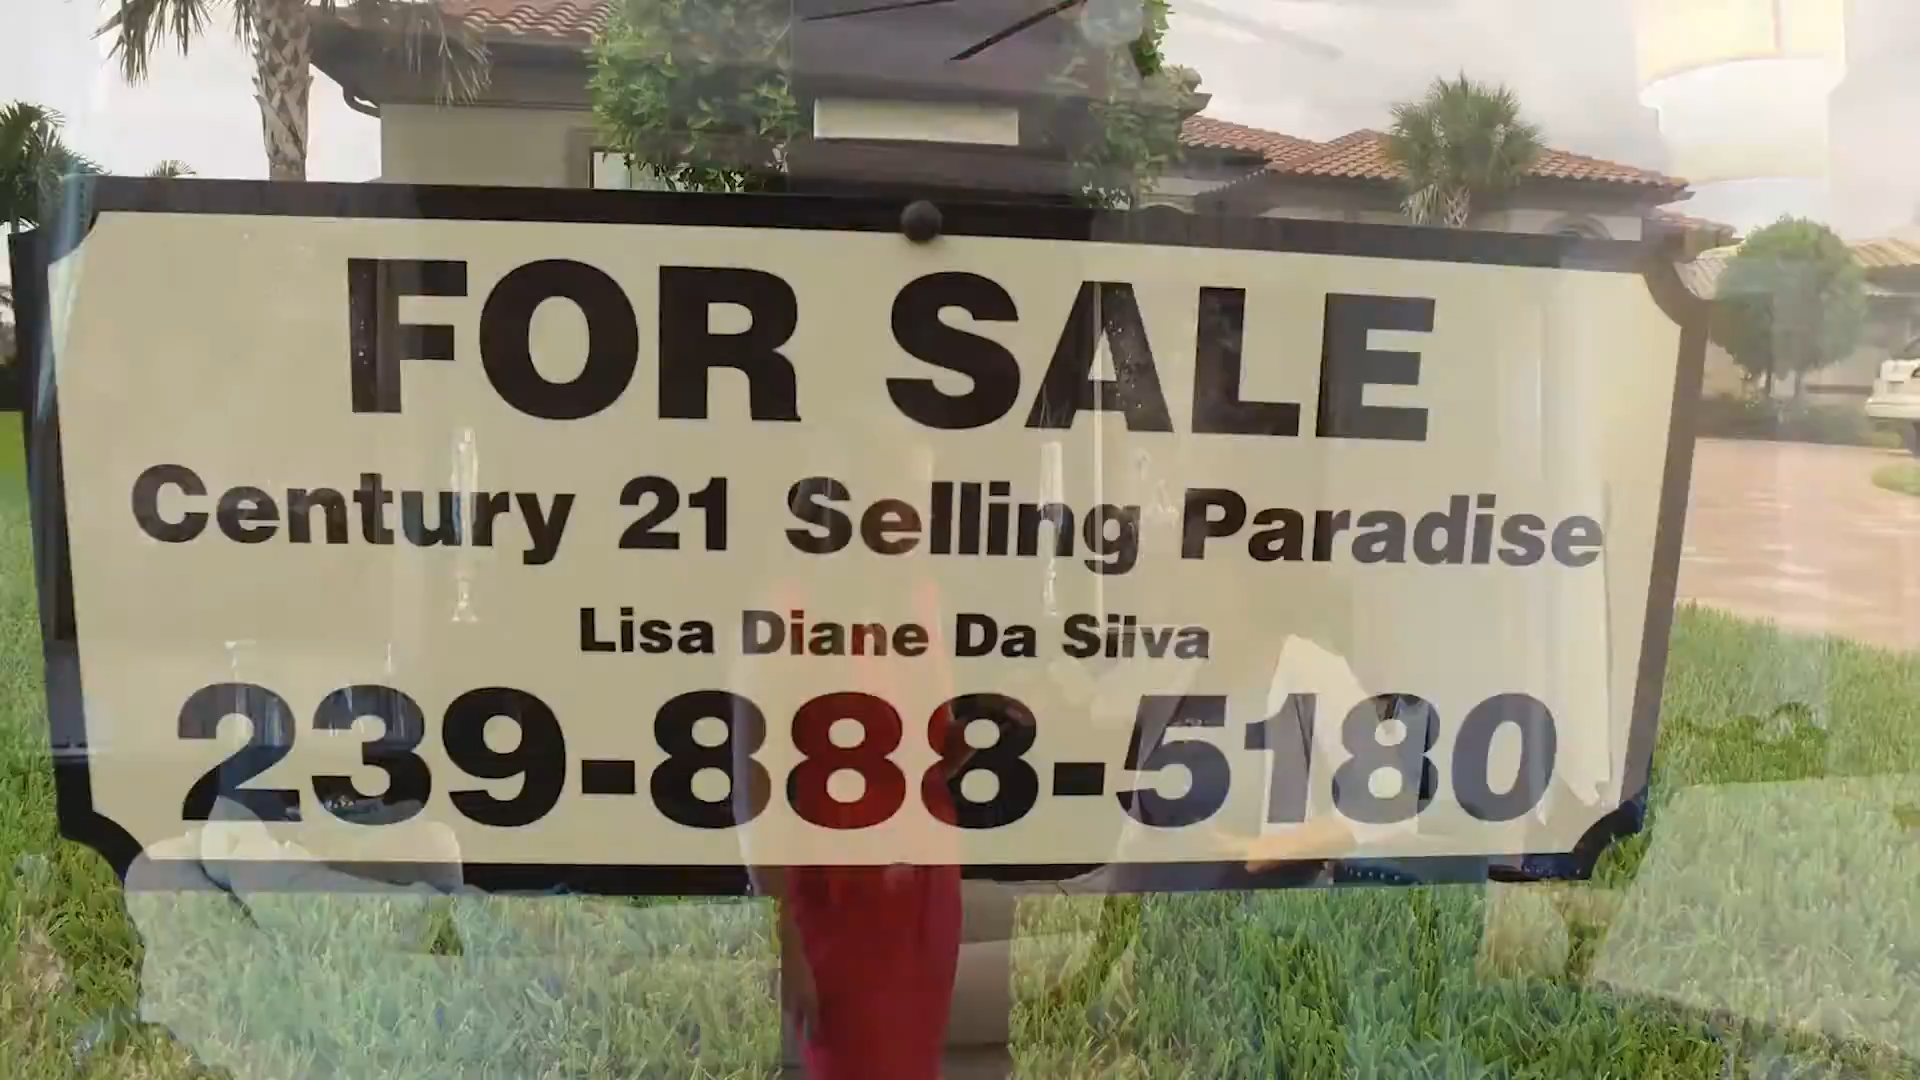 FOR SALE
Century 21 Selling Paradise
Lisa Diane Da Silva
239-888-5180